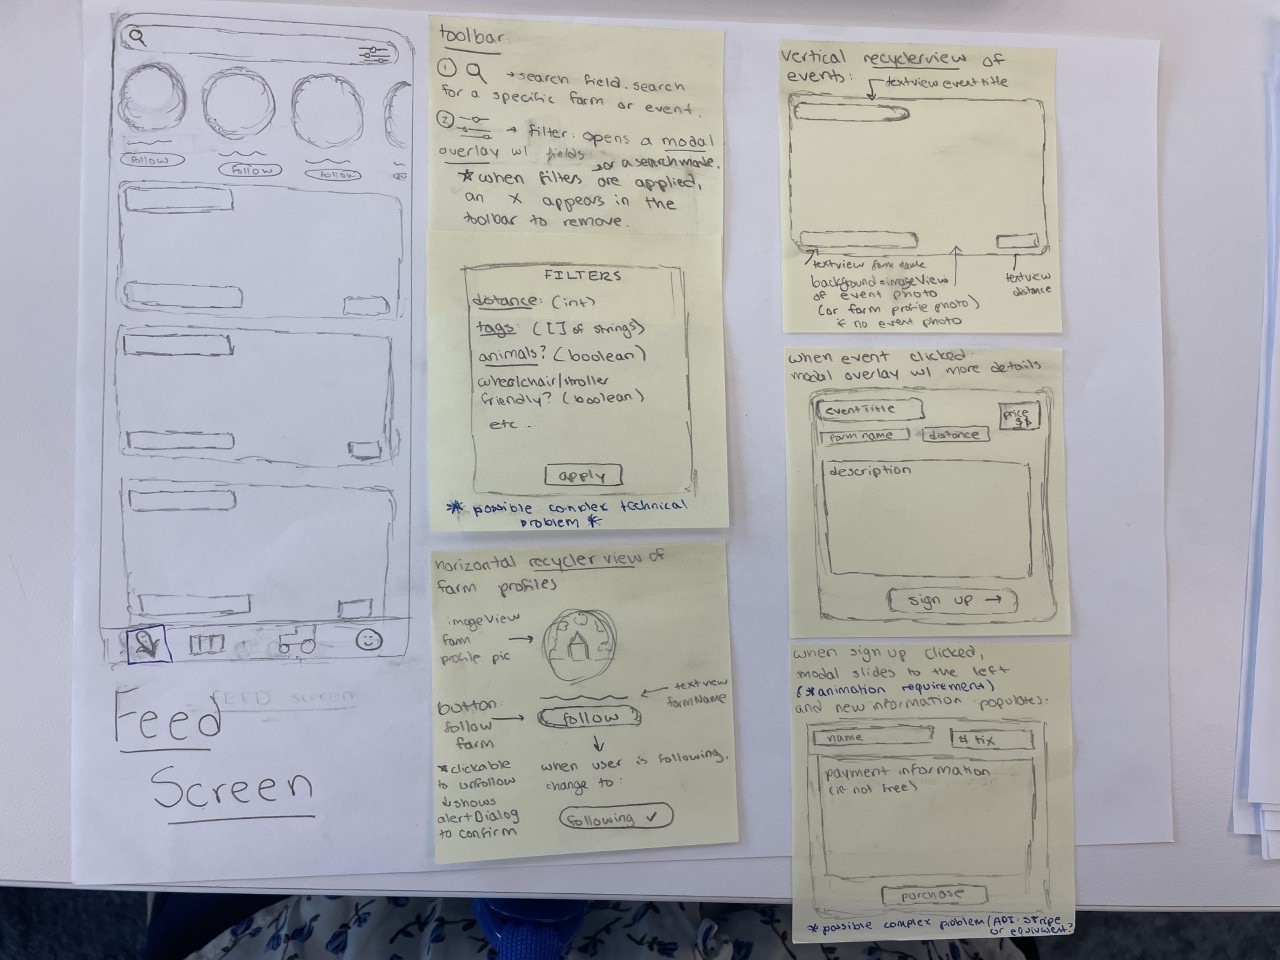 follow
follow
follow
FEED screen
Feed
Screen
toolbar.
① → search field. search
for a specific farm or event.
② → filter. opens a modal
overlay w/ fields or a search mode.
* when filters are applied,
an x appears in the
toolbar to remove.
FILTERS
distance: (int)
tags: ([] of strings)
animals? (boolean)
wheelchair/stroller
friendly? (boolean)
etc..
apply
* possible complex technical
problem *
horizontal recycler view of
farm profiles
imageView
farm
profile pic
textview
farmName
button:
follow
farm
follow
* clickable
to unfollow
↓ shows
alertDialog
to confirm
when user is following,
change to:
following ✓
vertical recyclerview of
events:
textview event title
textview farm name
textview
distance
background=imageView
of event photo
(or farm profile photo)
if no event photo
when event clicked
modal overlay w/ more details
event title
price
$$
farm name
distance
description
sign up →
when sign up clicked,
modal slides to the left
(*animation requirement)
and new information populates:
name
# tix
payment information
(if not free)
purchase
* possible complex problem (API: stripe
or equivalent?